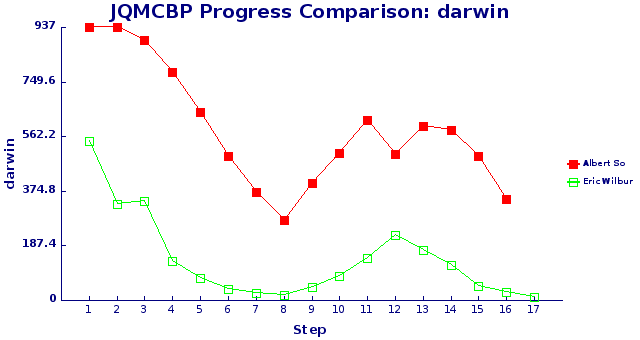 JQMCBP Progress Comparison: darwin
937
749.6
562.2
374.8
187.4
0
darwin
1 2 3 4 5 6 7 8 9 10 11 12 13 14 15 16 17
Step
Albert So
Eric Wilbur